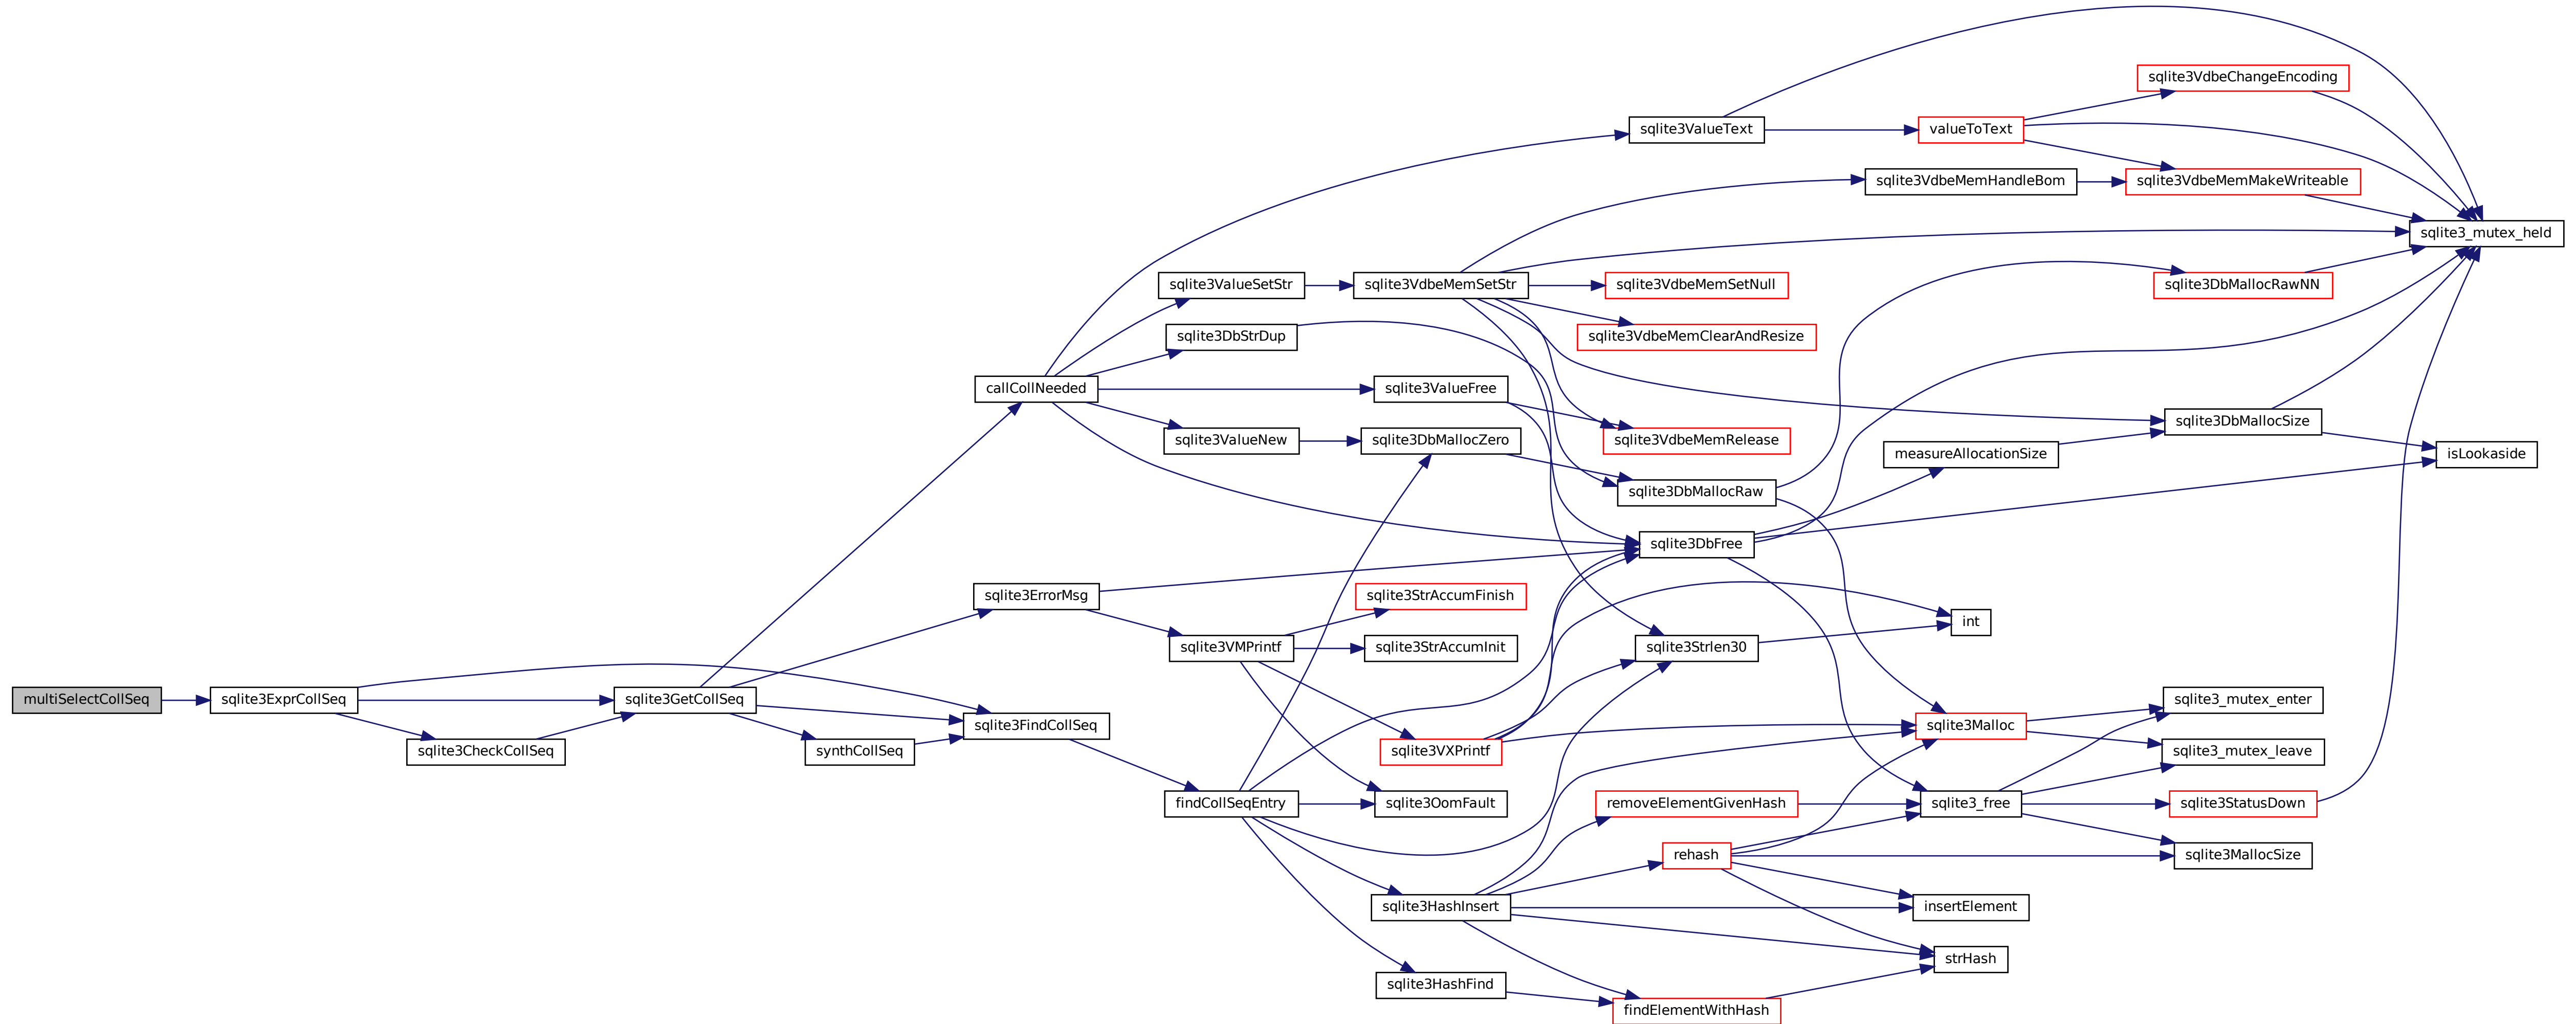 multiSelectCollSeq
sqlite3ExprCollSeq
sqlite3CheckCollSeq
sqlite3GetCollSeq
synthCollSeq
callCollNeeded
sqlite3ErrorMsg
sqlite3FindCollSeq
sqlite3ValueSetStr
sqlite3DbStrDup
sqlite3ValueNew
sqlite3VMPrintf
findCollSeqEntry
sqlite3VdbeMemSetStr
sqlite3ValueFree
sqlite3DbMallocZero
sqlite3StrAccumFinish
sqlite3StrAccumInit
sqlite3VXPrintf
sqlite3OomFault
sqlite3HashInsert
sqlite3HashFind
sqlite3ValueText
sqlite3VdbeMemSetNull
sqlite3VdbeMemClearAndResize
sqlite3VdbeMemRelease
sqlite3DbMallocRaw
sqlite3DbFree
sqlite3Strlen30
removeElementGivenHash
rehash
findElementWithHash
valueToText
sqlite3VdbeMemHandleBom
measureAllocationSize
int
sqlite3Malloc
sqlite3_free
insertElement
strHash
sqlite3VdbeChangeEncoding
sqlite3VdbeMemMakeWriteable
sqlite3DbMallocRawNN
sqlite3DbMallocSize
sqlite3_mutex_enter
sqlite3_mutex_leave
sqlite3StatusDown
sqlite3MallocSize
sqlite3_mutex_held
isLookaside